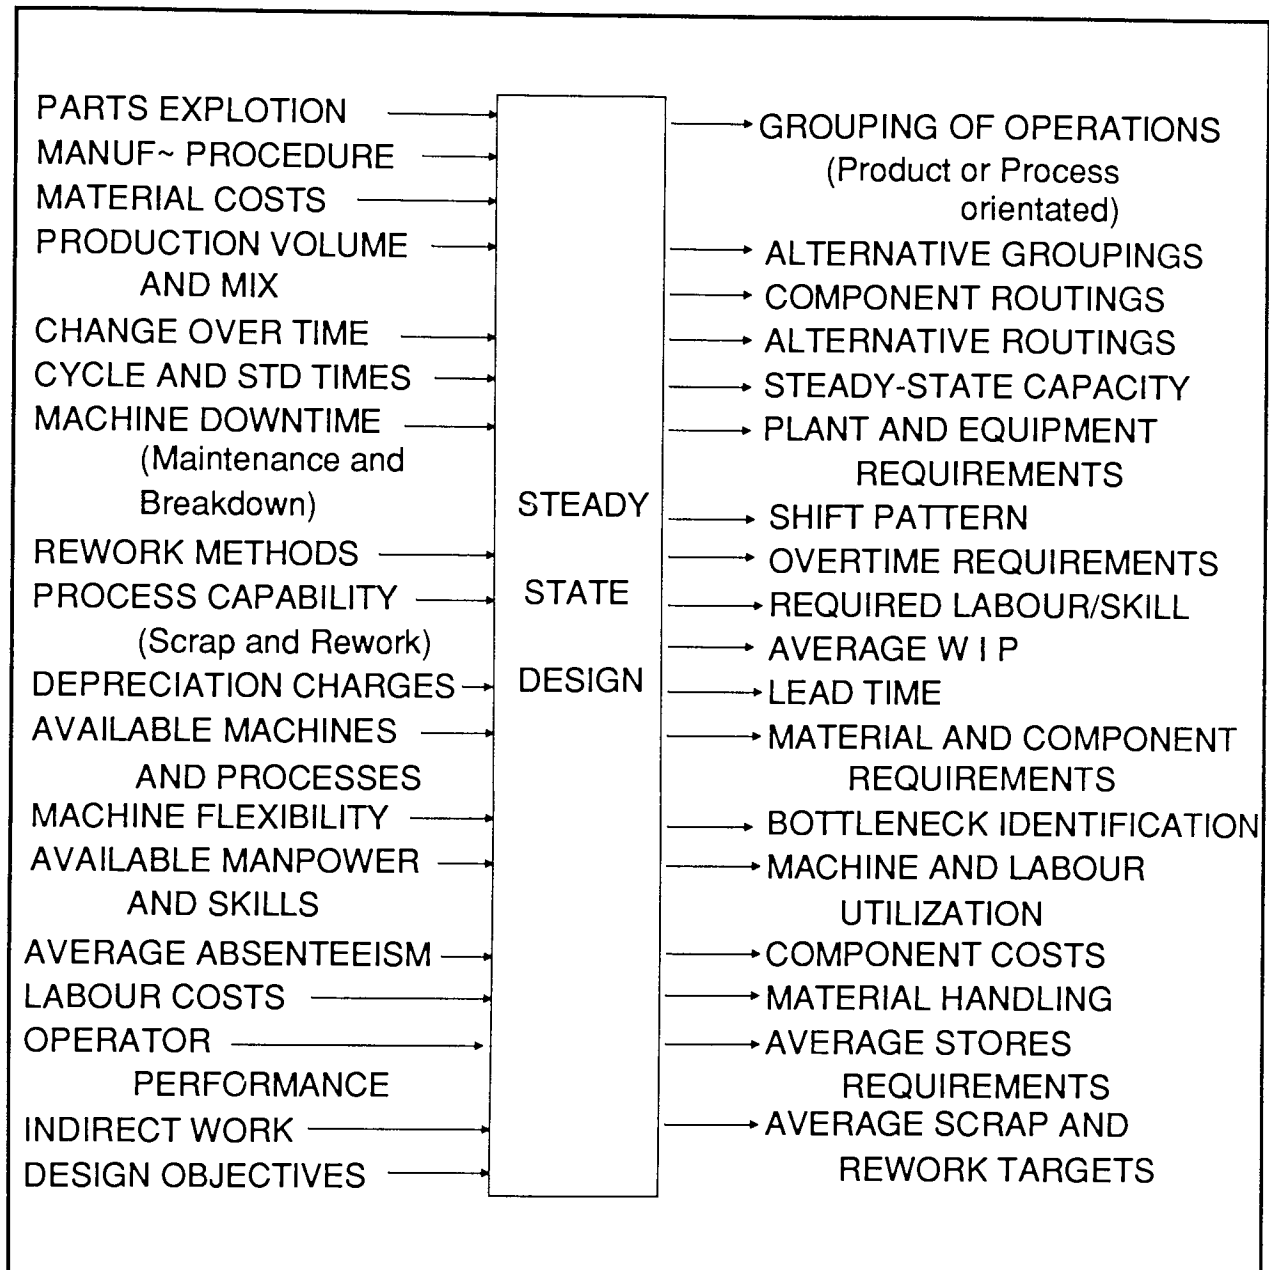 PARTS EXPLOTION
MANUF~ PROCEDURE
MATERIAL COSTS
PRODUCTION VOLUME
AND MIX
CHANGE OVER TIME
CYCLE AND STD TIMES
MACHINE DOWNTIME
(Maintenance and
Breakdown)
REWORK METHODS
PROCESS CAPABILITY
(Scrap and Rework)
DEPRECIATION CHARGES
AVAILABLE MACHINES
AND PROCESSES
MACHINE FLEXIBILITY
AVAILABLE MANPOWER
AND SKILLS
AVERAGE ABSENTEEISM
LABOUR COSTS
OPERATOR
PERFORMANCE
INDIRECT WORK
DESIGN OBJECTIVES
STEADY
STATE
DESIGN
GROUPING OF OPERATIONS
(Product or Process
orientated)
ALTERNATIVE GROUPINGS
COMPONENT ROUTINGS
ALTERNATIVE ROUTINGS
STEADY-STATE CAPACITY
PLANT AND EQUIPMENT
REQUIREMENTS
SHIFT PATTERN
OVERTIME REQUIREMENTS
REQUIRED LABOUR/SKILL
AVERAGE W I P
LEAD TIME
MATERIAL AND COMPONENT
REQUIREMENTS
BOTTLENECK IDENTIFICATION
MACHINE AND LABOUR
UTILIZATION
COMPONENT COSTS
MATERIAL HANDLING
AVERAGE STORES
REQUIREMENTS
AVERAGE SCRAP AND
REWORK TARGETS